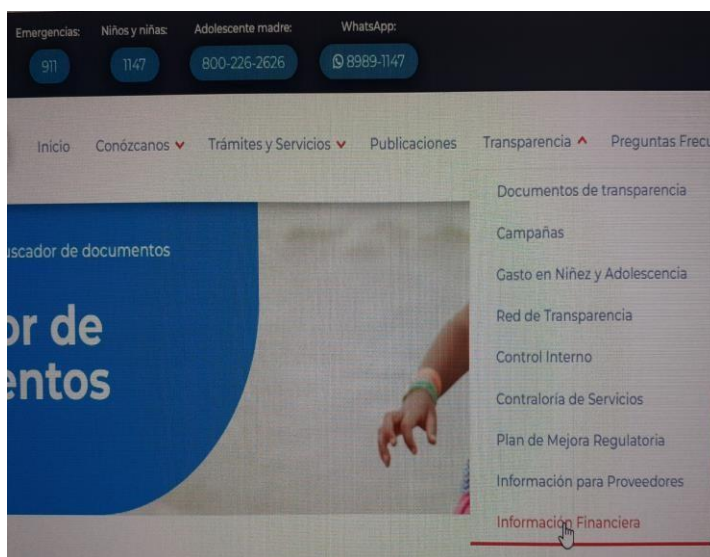 Emergencias: Niños y niñas: Adolescente madre: WhatsApp:
911 1147 800-226-2626 8989-1147
Inicio Conózcanos Trámites y Servicios Publicaciones Transparencia Preguntas Frecu
Documentos de transparencia
Campañas
Gasto en Niñez y Adolescencia
Red de Transparencia
Control Interno
Contraloría de Servicios
Plan de Mejora Regulatoria
Información para Proveedores
Información Financiera
uscador de documentos
or de
entos